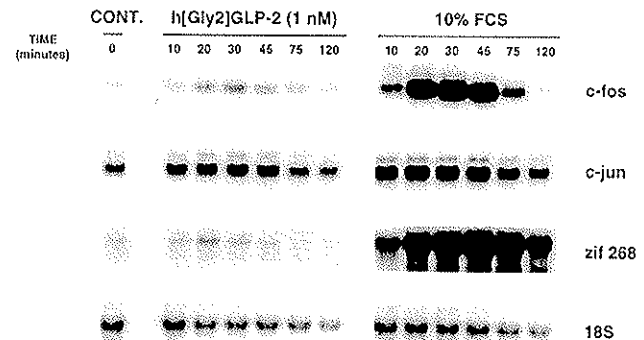 CONT. h[Gly2]GLP-2 (1 nM) 10% FCS
TIME (minutes) 0 10 20 30 45 75 120 10 20 30 45 75 120
c-fos
c-jun
zif 268
18S